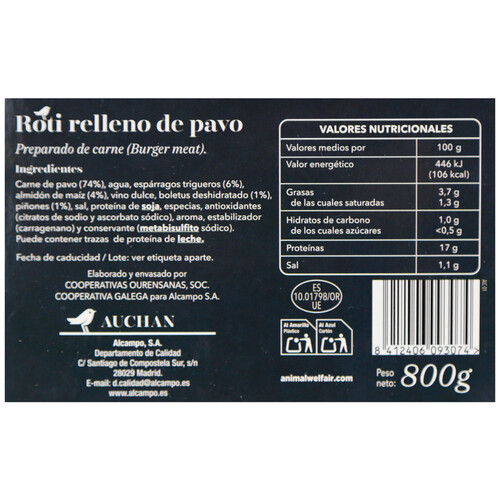 Roti relleno de pavo
Preparado de carne (Burger meat).
Ingredientes
Carne de pavo (74%), agua, espárragos trigueros (6%),
almidón de maíz (4%), vino dulce, boletus deshidratado (1%),
piñones (1%), sal, proteína de soja, especias, antioxidantes
(citratos de sodio y ascorbato sódico), aroma, estabilizador
(carragenano) y conservante (metabisulfito sódico).
Puede contener trazas de proteína de leche.
Fecha de caducidad / Lote: ver etiqueta aparte.
Elaborado y envasado por
COOPERATIVAS OURENSANAS, SOC.
COOPERATIVA GALEGA para Alcampo S.A.
AUCHAN
Alcampo, S.A.
Departamento de Calidad
C/ Santiago de Compostela Sur, s/n
28029 Madrid.
E-mail: d.calidad@alcampo.es
VALORES NUTRICIONALES
Valores medios por 100 g
Valor energético 446 kJ
(106 kcal)
Grasas 3,7 g
de las cuales saturadas 1,3 g
Hidratos de carbono 1,0 g
de los cuales azúcares <0,5 g
Proteínas 17 g
Sal 1,1 g
ES
10.01798/OR
UE
Al Amarillo
Plástico
Al Azul
Cartón
animalwelfair.com
8 412406 093074 >
Peso
neto: 800g